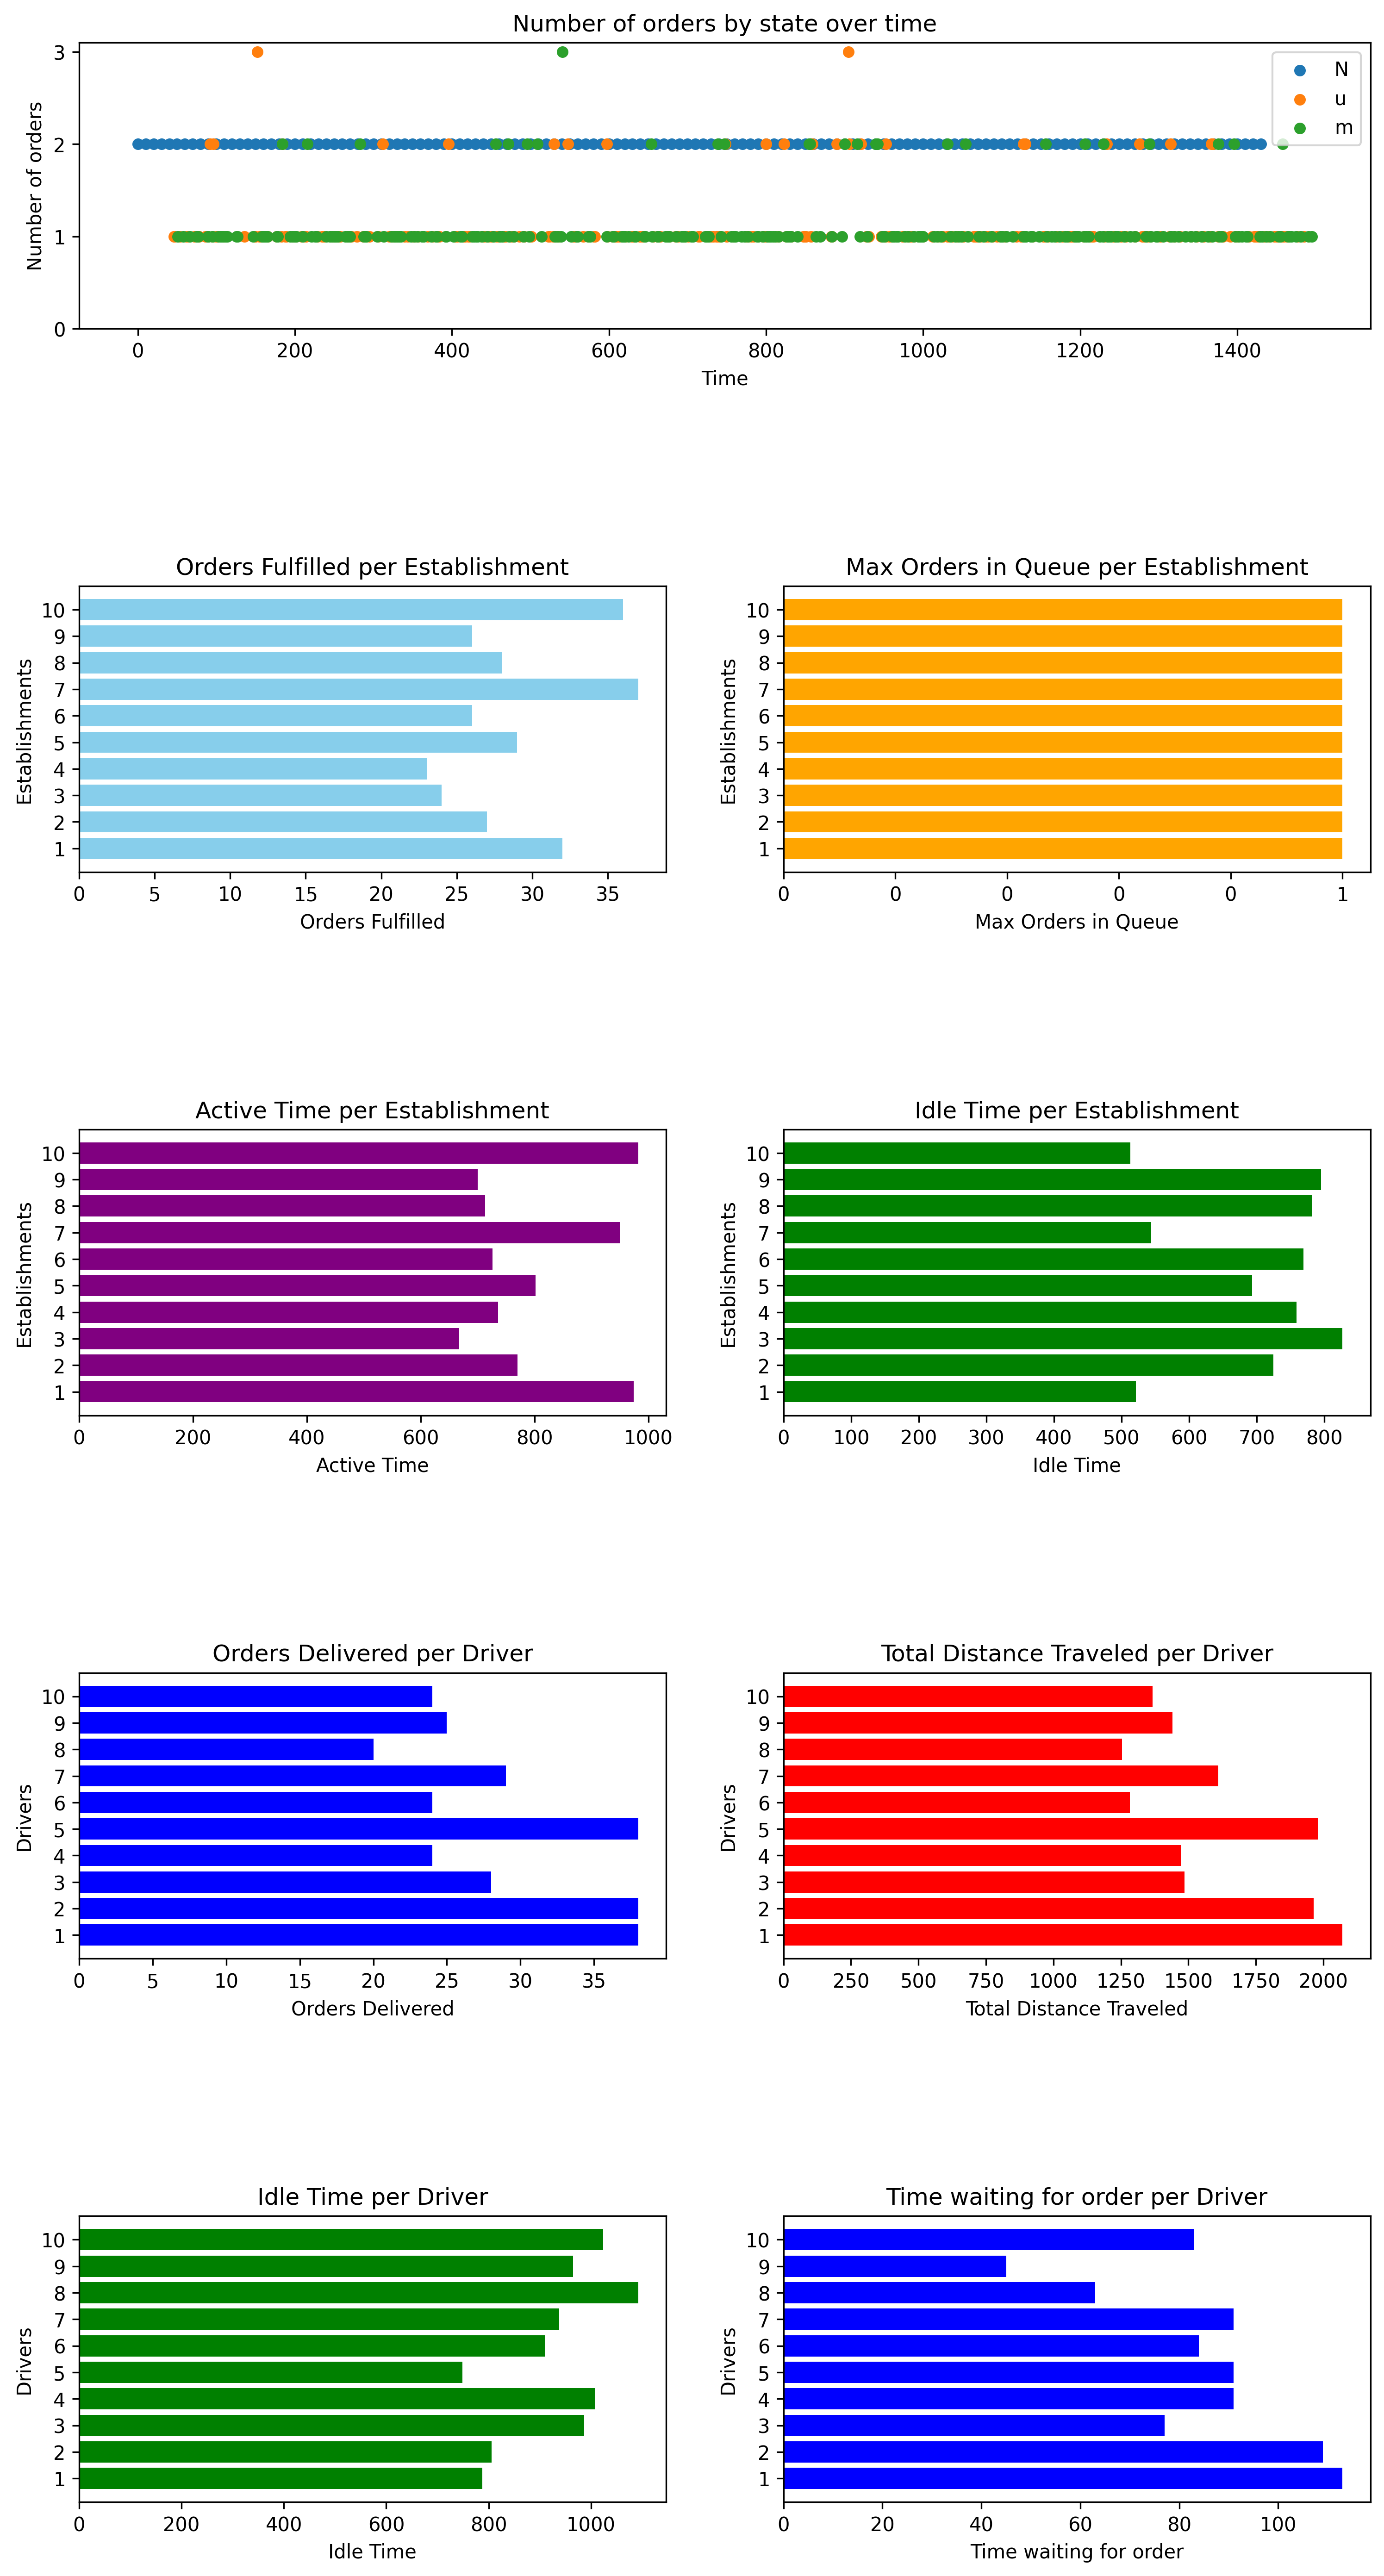 Number of orders by state over time
Number of orders
3
2
1
0
N
u
m
0 200 400 600 800 1000 1200 1400
Time
Orders Fulfilled per Establishment
Establishments
10
9
8
7
6
5
4
3
2
1
0 5 10 15 20 25 30 35
Orders Fulfilled
Max Orders in Queue per Establishment
Establishments
10
9
8
7
6
5
4
3
2
1
0 0 0 0 0 1
Max Orders in Queue
Active Time per Establishment
Establishments
10
9
8
7
6
5
4
3
2
1
0 200 400 600 800 1000
Active Time
Idle Time per Establishment
Establishments
10
9
8
7
6
5
4
3
2
1
0 100 200 300 400 500 600 700 800
Idle Time
Orders Delivered per Driver
Drivers
10
9
8
7
6
5
4
3
2
1
0 5 10 15 20 25 30 35
Orders Delivered
Total Distance Traveled per Driver
Drivers
10
9
8
7
6
5
4
3
2
1
0 250 500 750 1000 1250 1500 1750 2000
Total Distance Traveled
Idle Time per Driver
Drivers
10
9
8
7
6
5
4
3
2
1
0 200 400 600 800 1000
Idle Time
Time waiting for order per Driver
Drivers
10
9
8
7
6
5
4
3
2
1
0 20 40 60 80 100
Time waiting for order